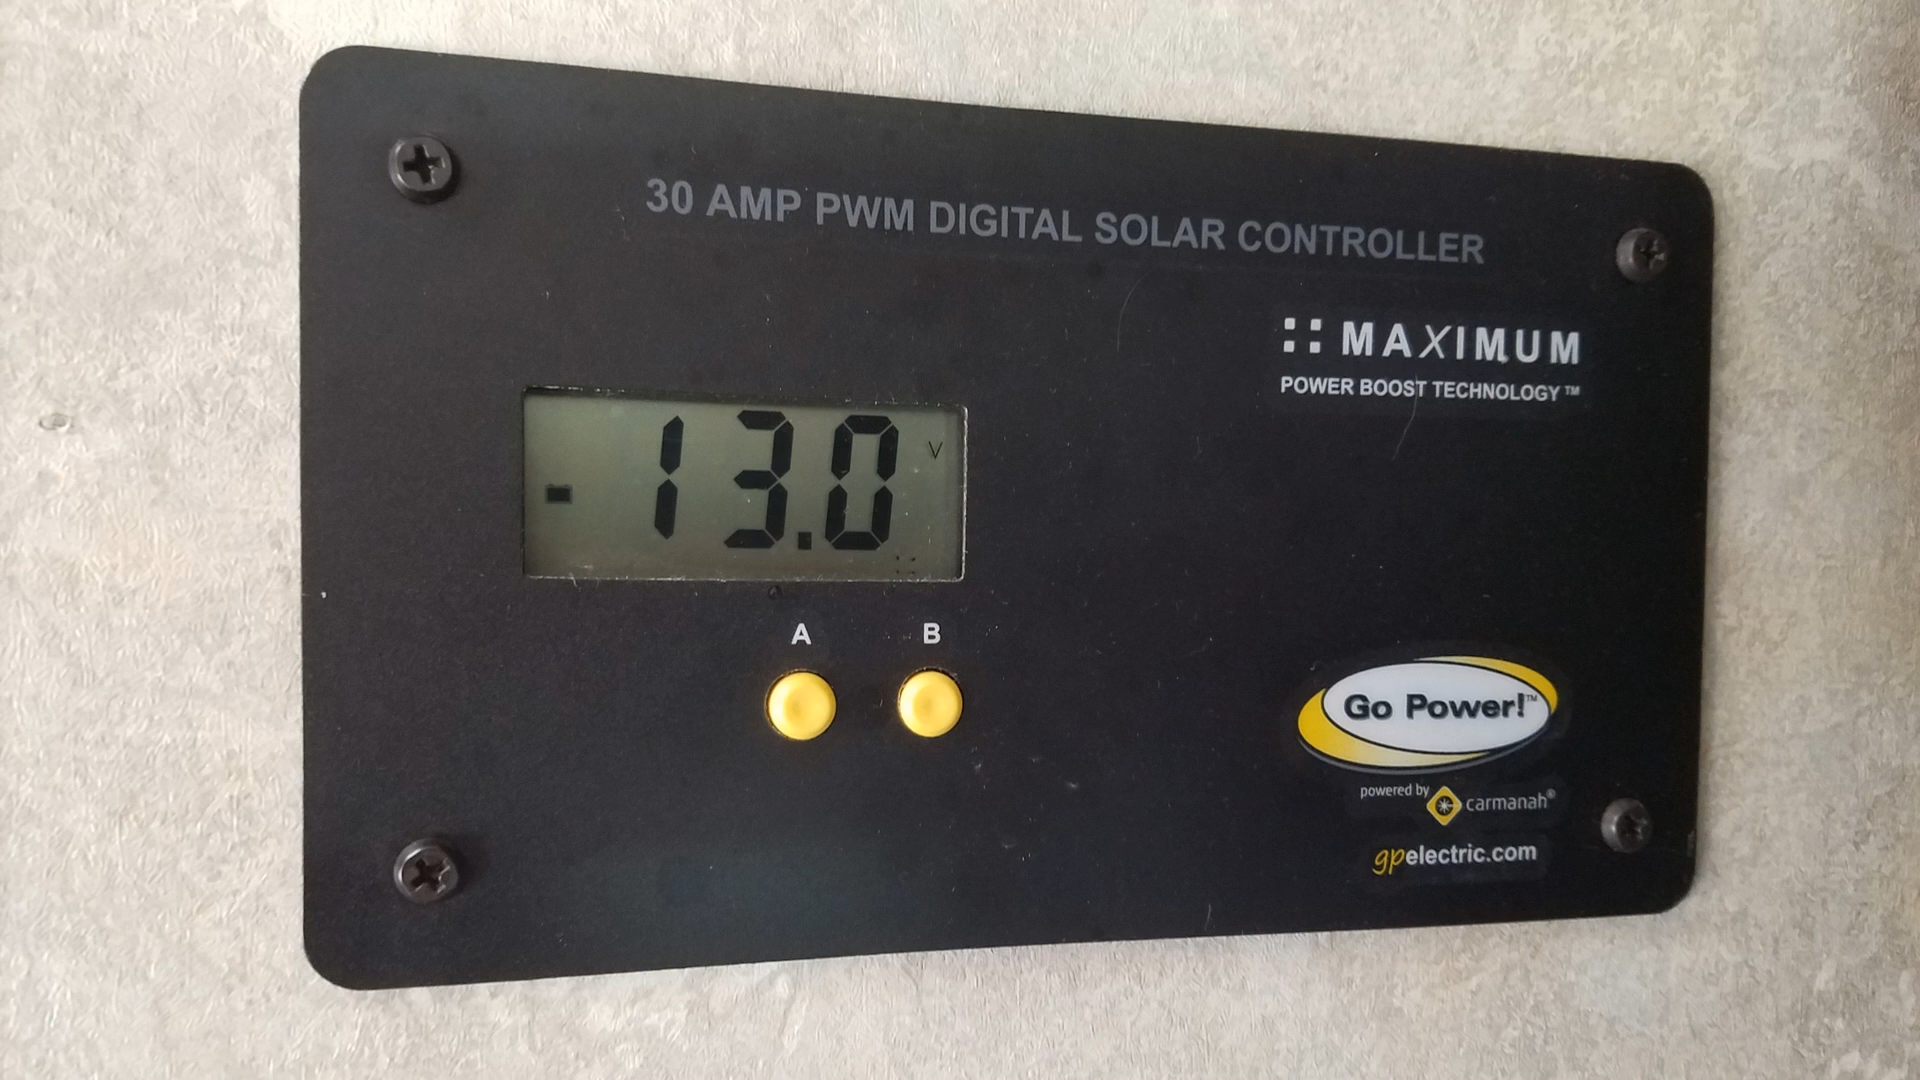 30 AMP PWM DIGITAL SOLAR CONTROLLER
MAXIMUM
POWER BOOST TECHNOLOGY™
- 13.0 V
A B
Go Power!™
powered by carmanah®
gpelectric.com